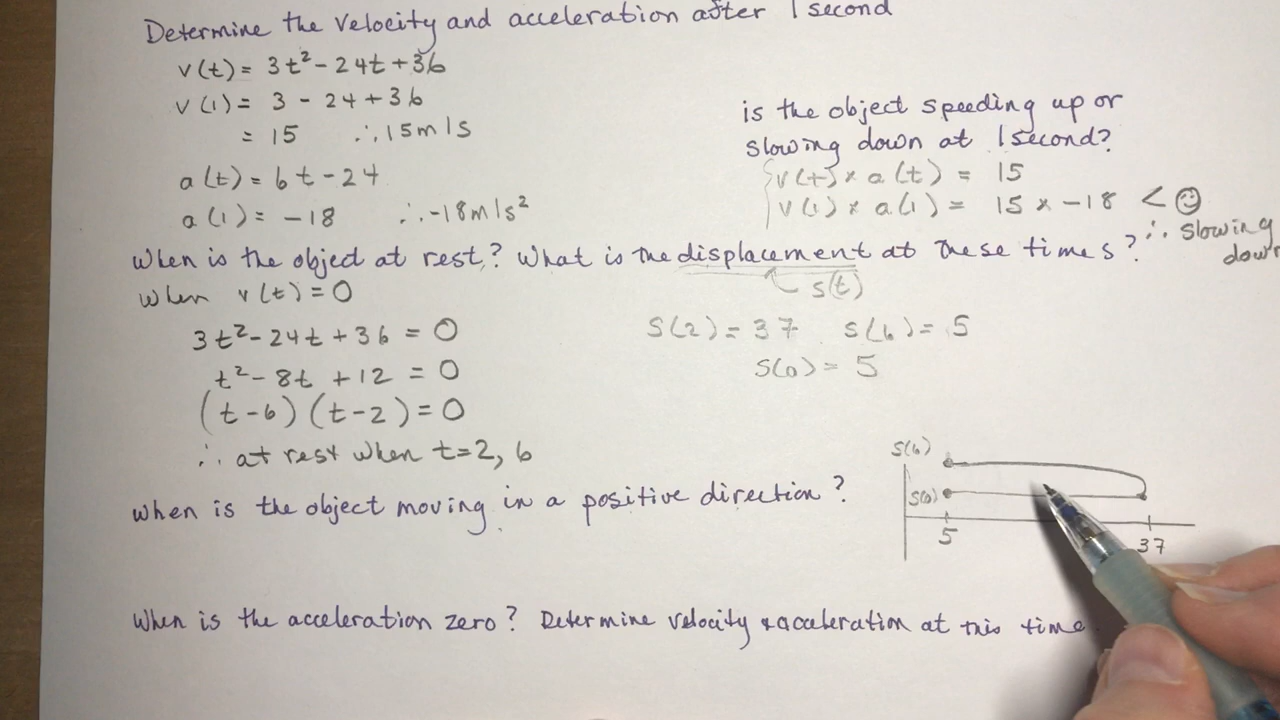 Determine the velocity and acceleration after 1 second
v(t) = 3t² - 24t + 36
v(1) = 3 - 24 + 36
= 15 ∴ 15 m/s
a(t) = 6t - 24
a(1) = -18 ∴ -18 m/s²
is the object speeding up or
slowing down at 1 second?
v(t) x a(t) = 15
v(1) x a(1) = 15 x -18 < ☺
∴ slowing
down
When is the object at rest? What is the displacement at these times?
when v(t) = 0
s(t)
3t² - 24t + 36 = 0
t² - 8t + 12 = 0
(t-6)(t-2) = 0
∴ at rest when t=2, 6
s(2) = 37 s(6) = 5
s(0) = 5
When is the object moving in a positive direction?
s(6)
s(0)
5
37
When is the acceleration zero? Determine velocity + acceleration at this time.